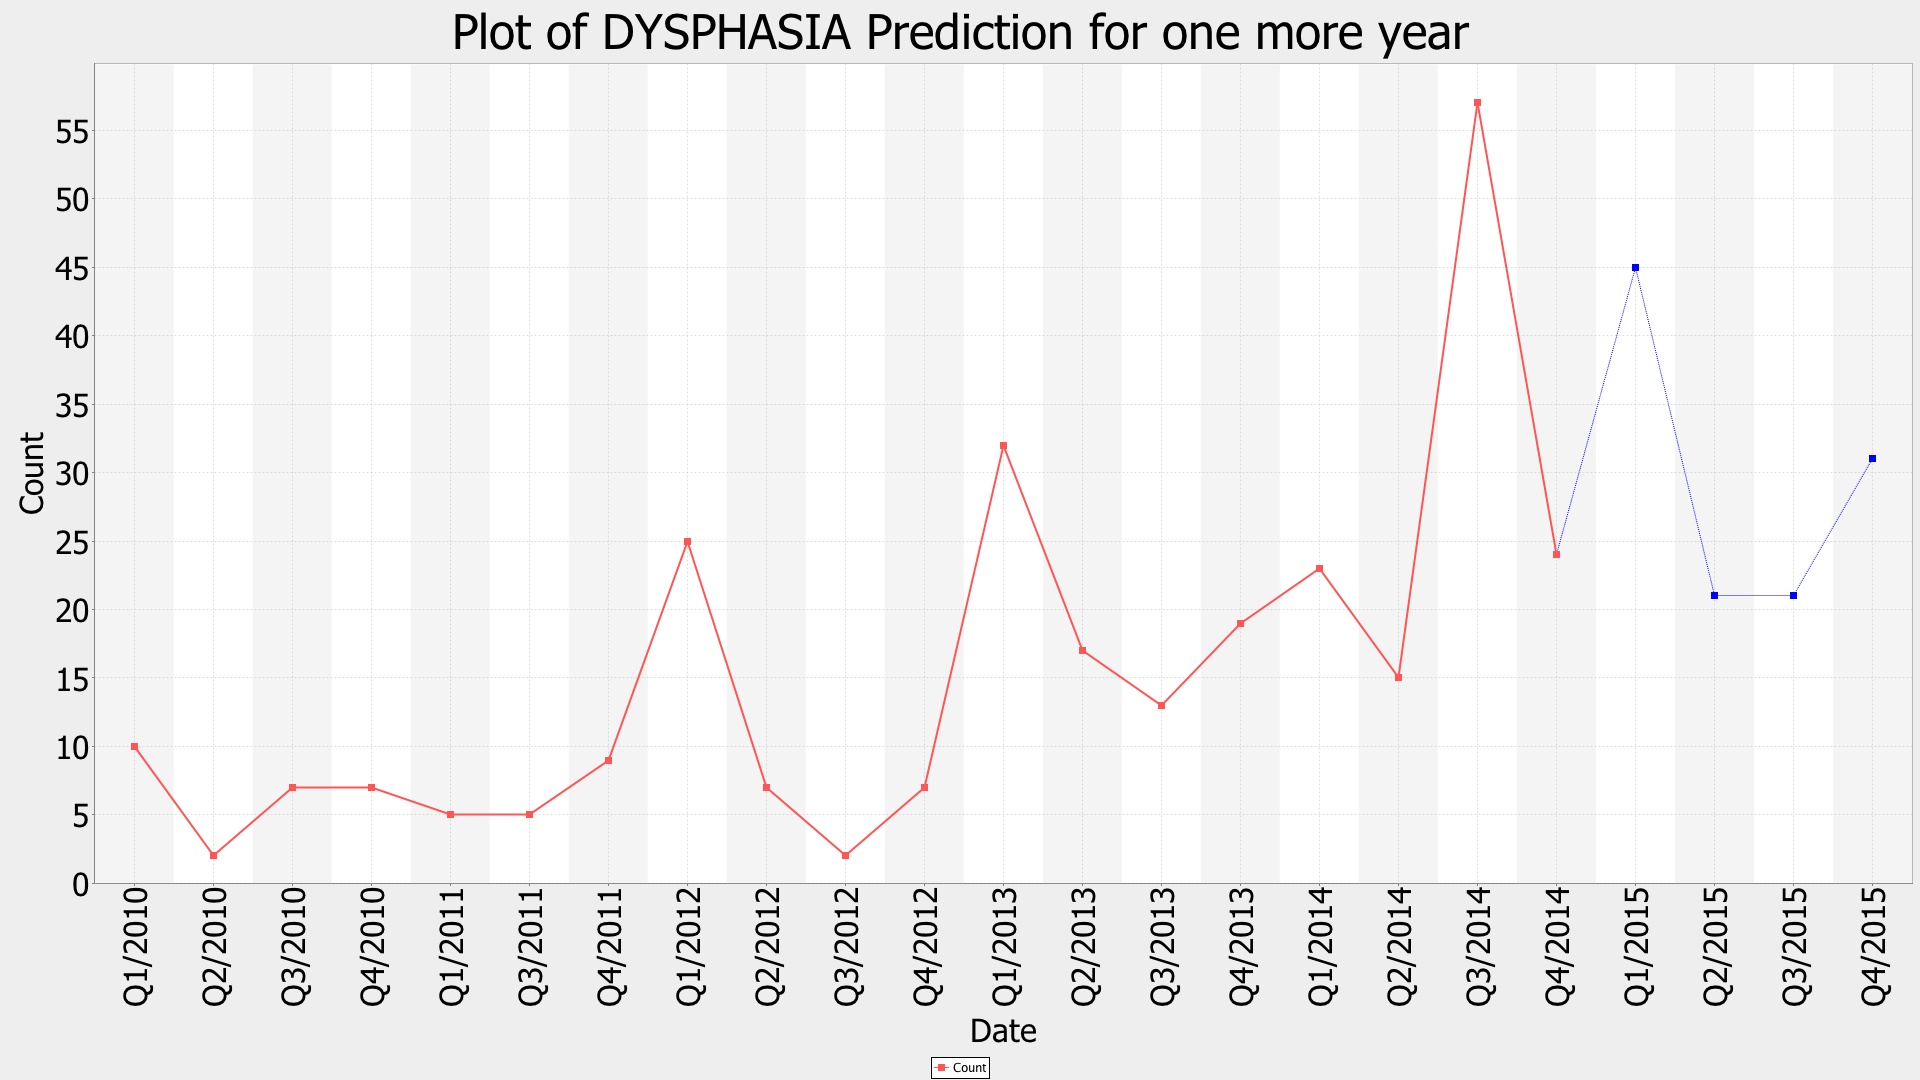 Plot of DYSPHASIA Prediction for one more year
Count
55
50
45
40
35
30
25
20
15
10
5
0
Q1/2010
Q2/2010
Q3/2010
Q4/2010
Q1/2011
Q3/2011
Q4/2011
Q1/2012
Q2/2012
Q3/2012
Q4/2012
Q1/2013
Q2/2013
Q3/2013
Q4/2013
Q1/2014
Q2/2014
Q3/2014
Q4/2014
Q1/2015
Q2/2015
Q3/2015
Q4/2015
Date
Count